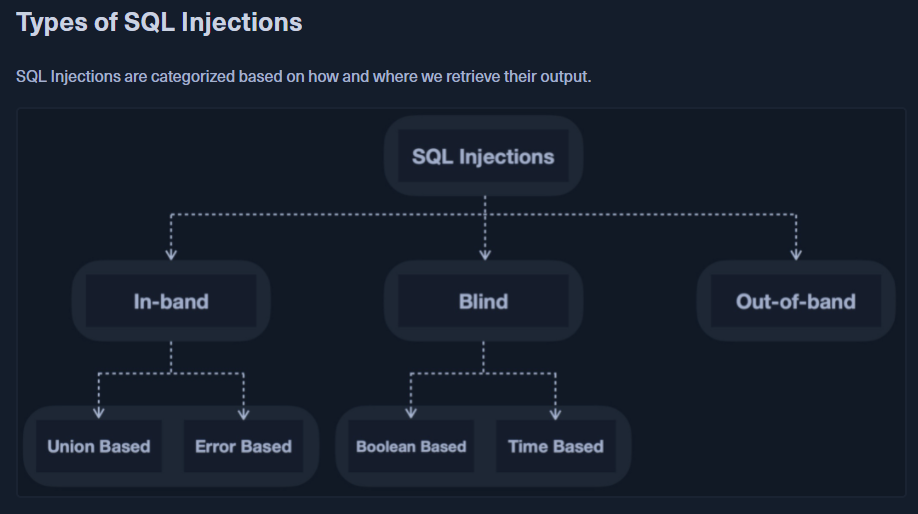 Types of SQL Injections
SQL Injections are categorized based on how and where we retrieve their output.
SQL Injections
In-band
Blind
Out-of-band
Union Based
Error Based
Boolean Based
Time Based